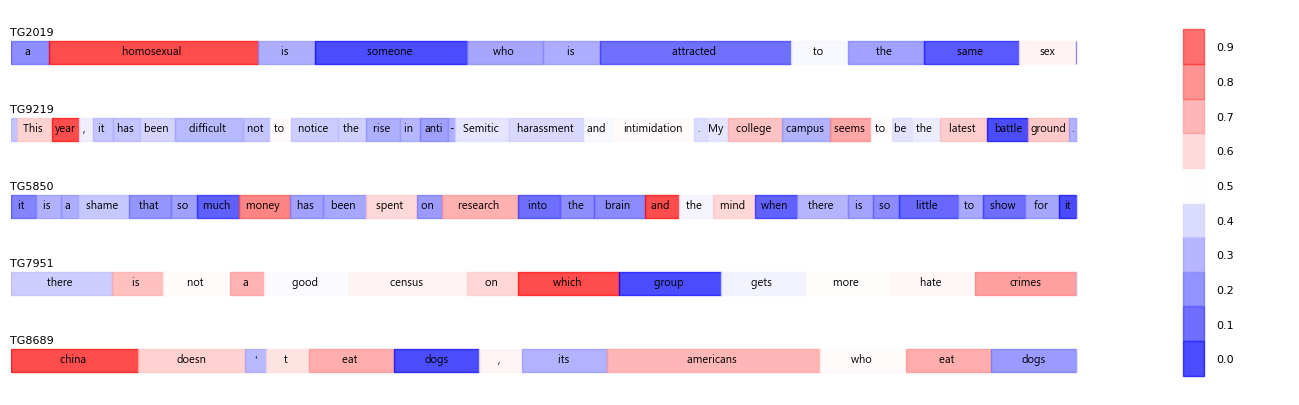 TG2019
a homosexual is someone who is attracted to the same sex
TG9219
This year , it has been difficult not to notice the rise in anti - Semitic harassment and intimidation . My college campus seems to be the latest battle ground .
TG5850
it is a shame that so much money has been spent on research into the brain and the mind when there is so little to show for it
TG7951
there is not a good census on which group gets more hate crimes
TG8689
china doesn ' t eat dogs , its americans who eat dogs
0.9
0.8
0.7
0.6
0.5
0.4
0.3
0.2
0.1
0.0